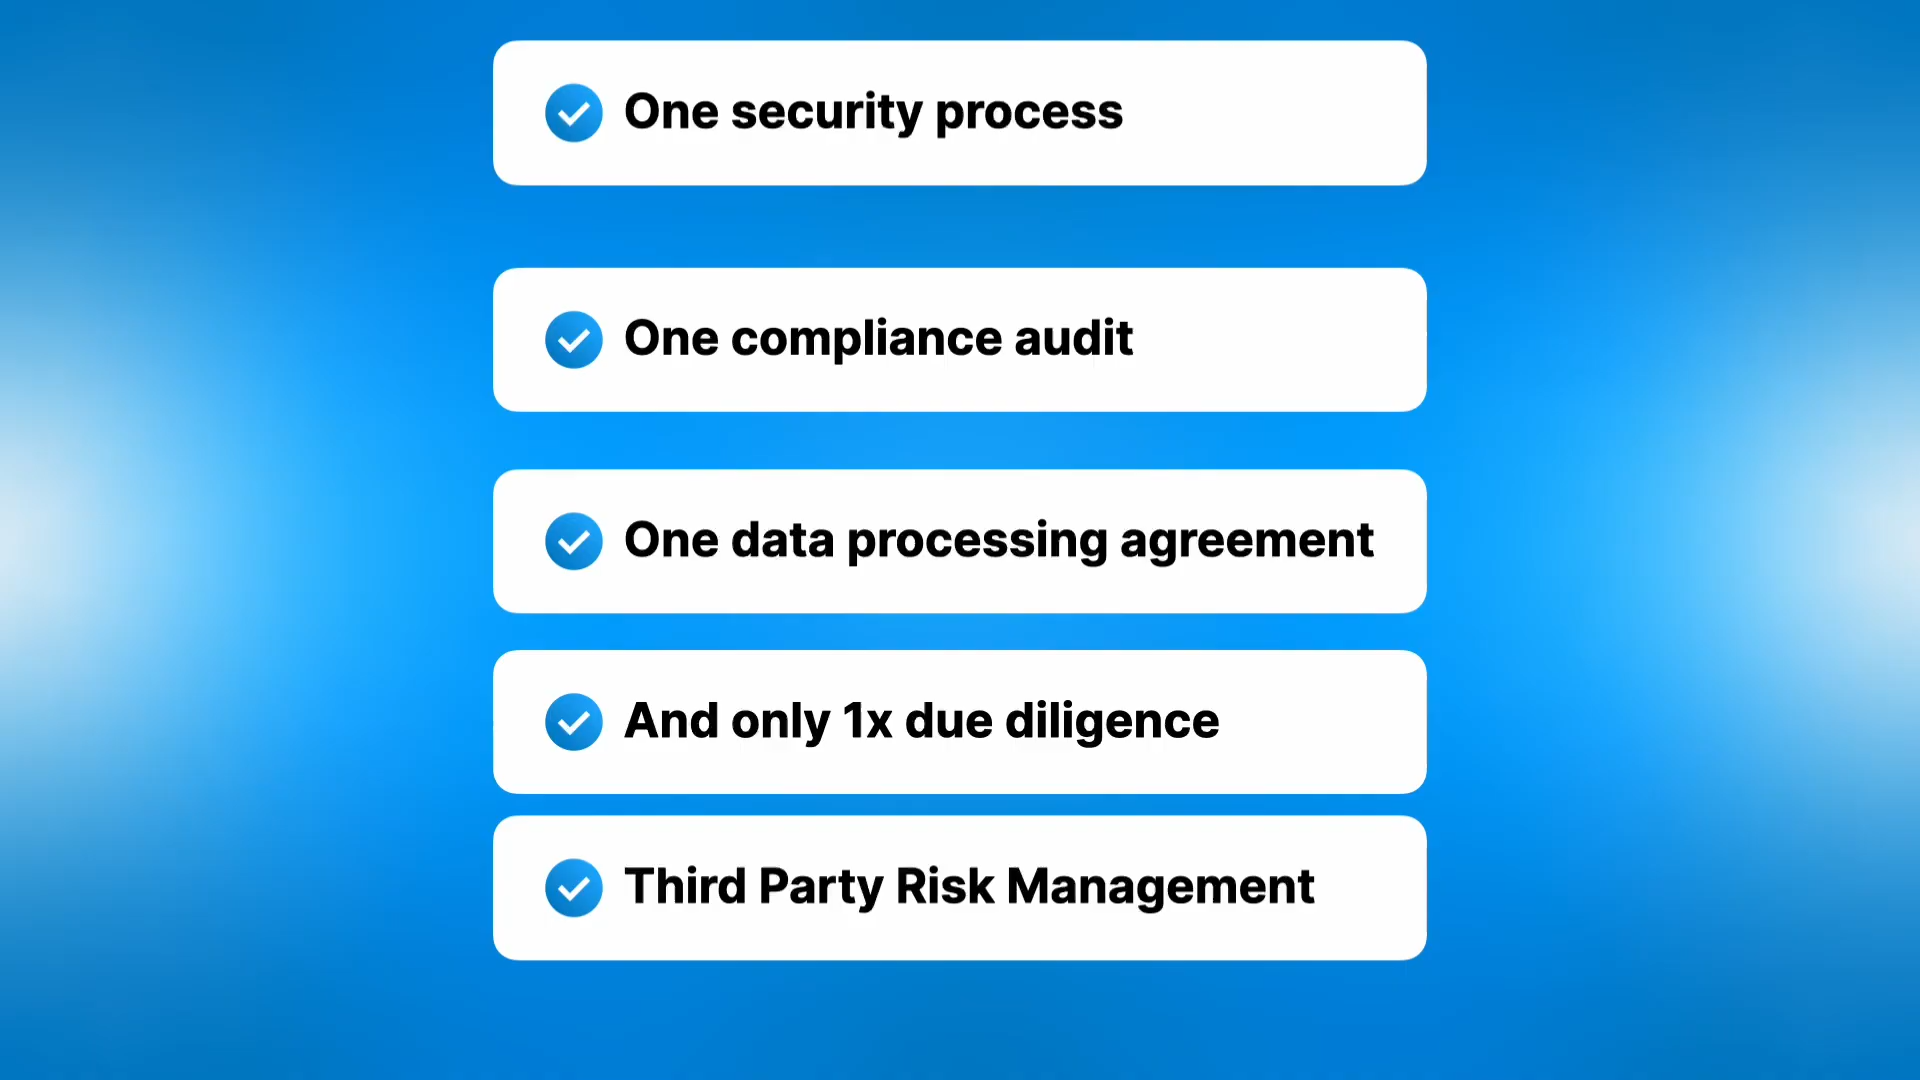 One security process
One compliance audit
One data processing agreement
And only 1x due diligence
Third Party Risk Management